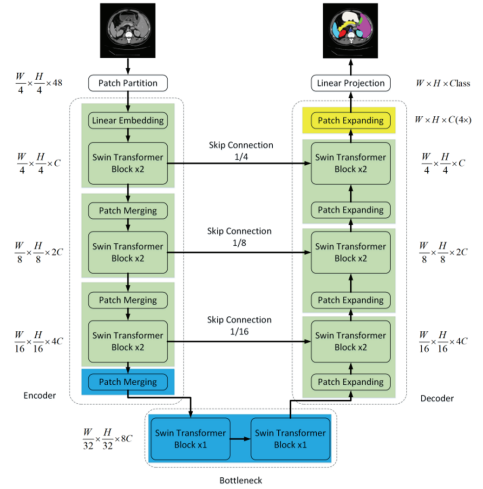 W/4 × H/4 × 48
Patch Partition
Linear Projection
W × H × Class
Linear Embedding
Patch Expanding
W × H × C(4×)
W/4 × H/4 × C
Swin Transformer
Block x2
Skip Connection
1/4
Swin Transformer
Block x2
W/4 × H/4 × C
Patch Merging
Patch Expanding
W/8 × H/8 × 2C
Swin Transformer
Block x2
Skip Connection
1/8
Swin Transformer
Block x2
W/8 × H/8 × 2C
Patch Merging
Patch Expanding
W/16 × H/16 × 4C
Swin Transformer
Block x2
Skip Connection
1/16
Swin Transformer
Block x2
W/16 × H/16 × 4C
Patch Merging
Patch Expanding
Encoder
Decoder
W/32 × H/32 × 8C
Swin Transformer
Block x1
Swin Transformer
Block x1
Bottleneck